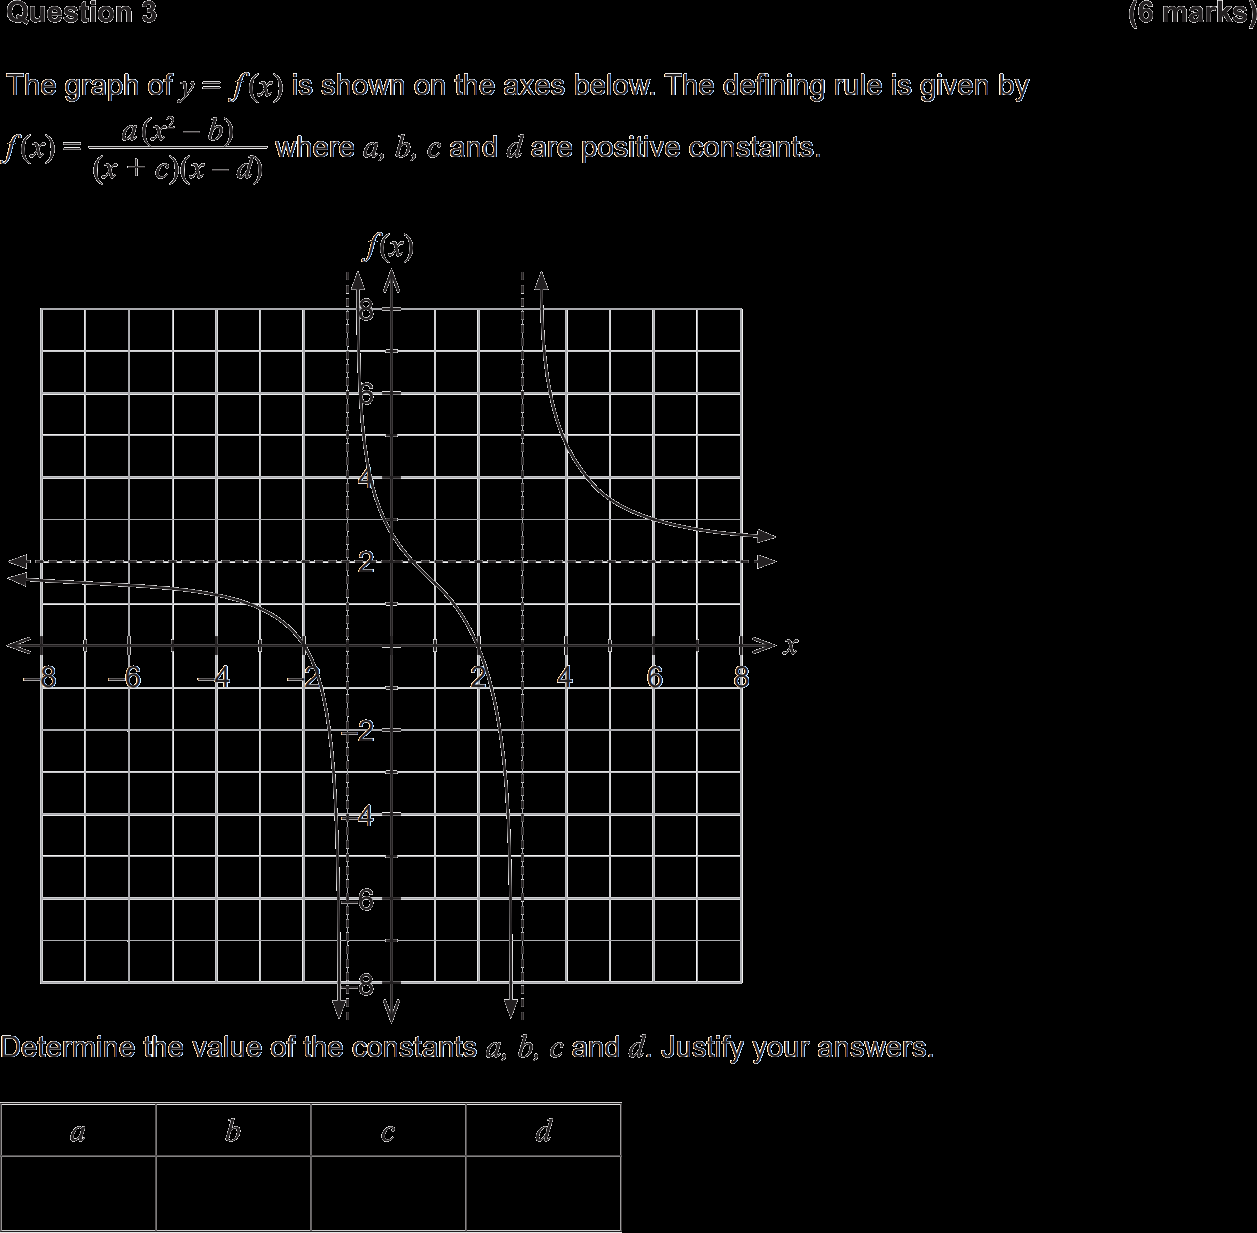 Question 3 (6 marks)
The graph of y = f(x) is shown on the axes below. The defining rule is given by
f(x) = a(x² – b) / (x + c)(x – d) where a, b, c and d are positive constants.
f(x)
8
6
4
2
x
–8 –6 –4 –2 2 4 6 8
–2
–4
–6
–8
Determine the value of the constants a, b, c and d. Justify your answers.
a b c d